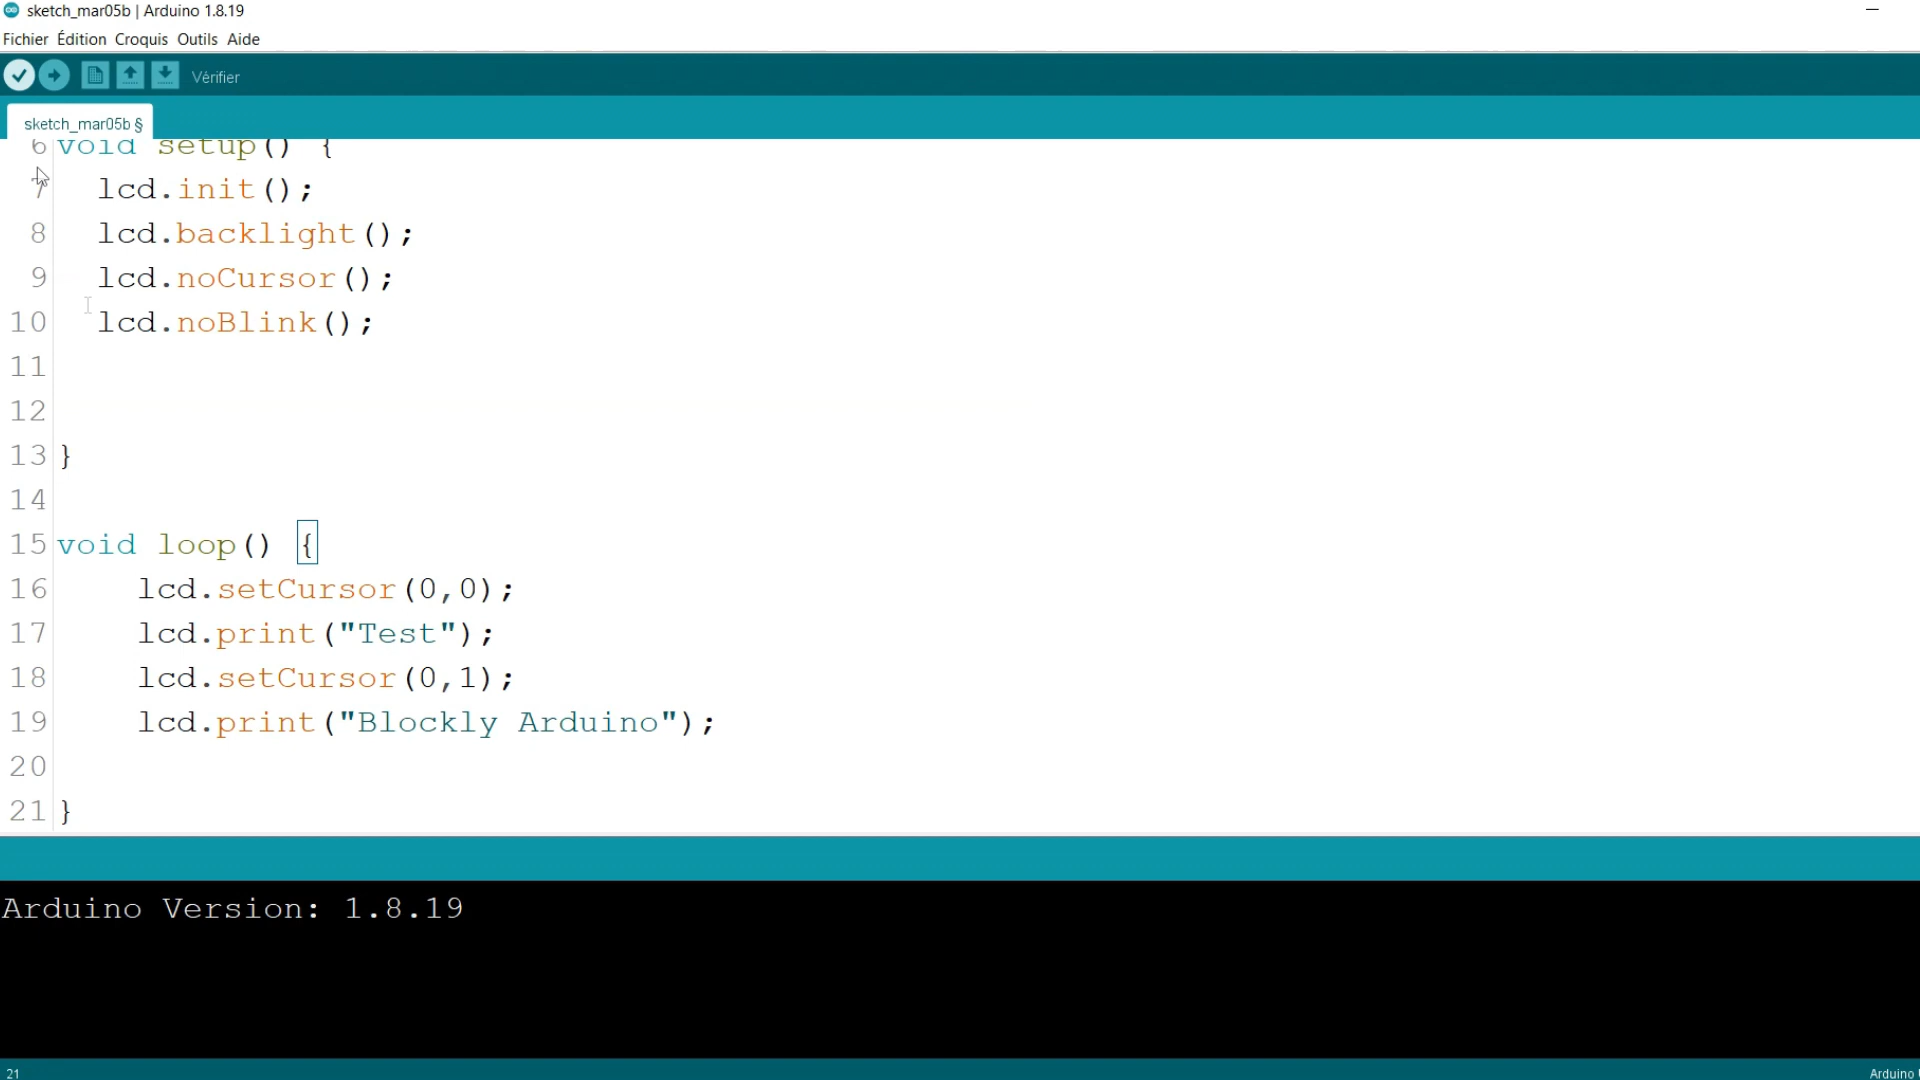 sketch_mar05b | Arduino 1.8.19
Fichier Édition Croquis Outils Aide
Vérifier
sketch_mar05b §
6 void setup() {
7 lcd.init();
8 lcd.backlight();
9 lcd.noCursor();
10 lcd.noBlink();
11
12
13 }
14
15 void loop() {
16 lcd.setCursor(0,0);
17 lcd.print("Test");
18 lcd.setCursor(0,1);
19 lcd.print("Blockly Arduino");
20
21 }
Arduino Version: 1.8.19
21 Arduino